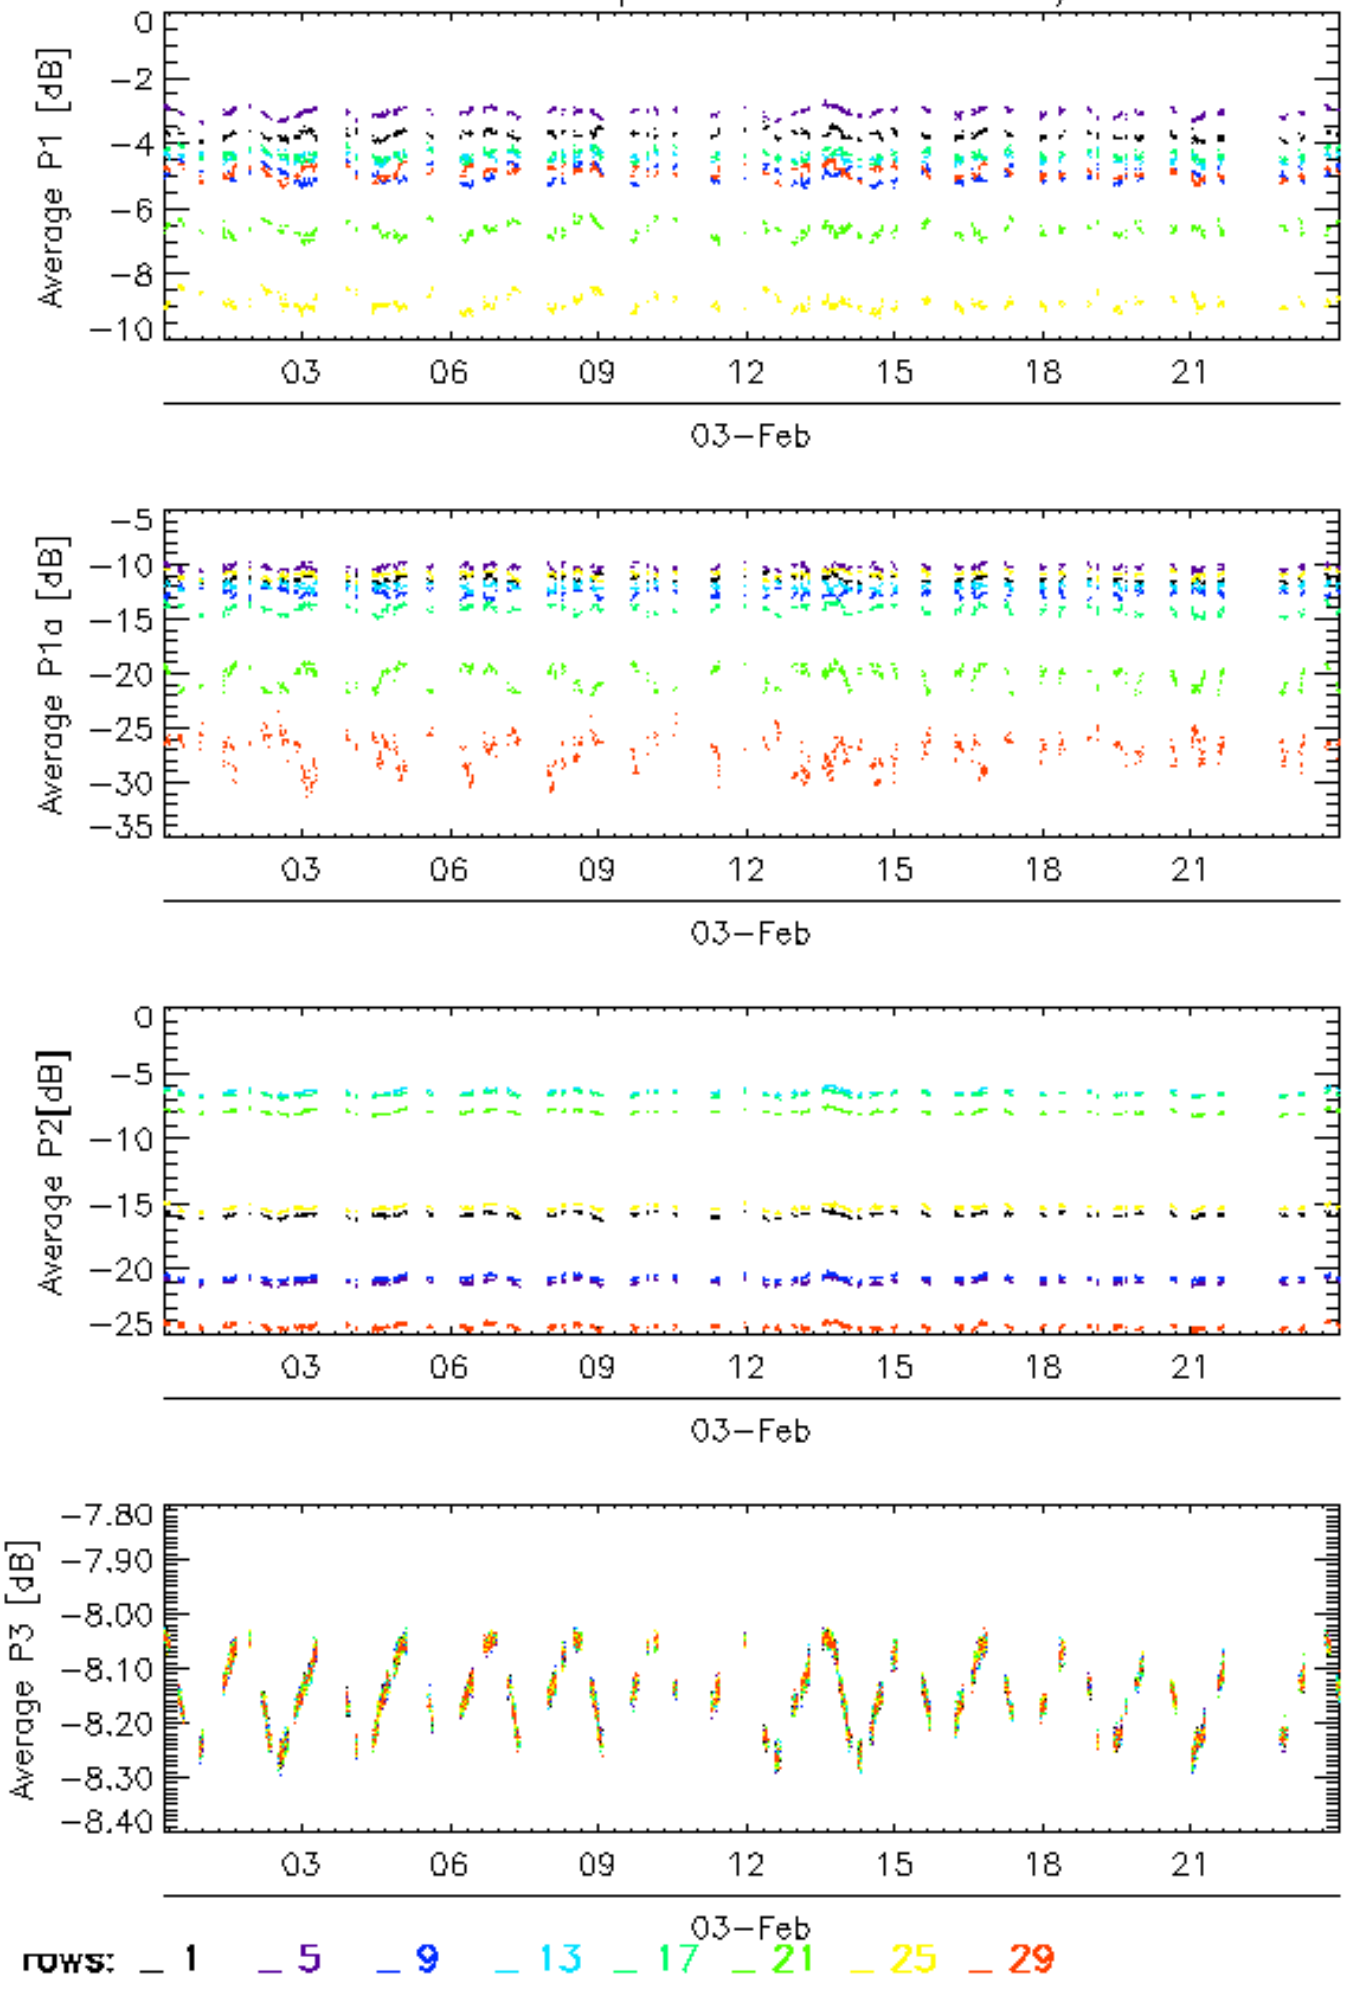 Average P1 [dB]
0
-2
-4
-6
-8
-10
03 06 09 12 15 18 21
03-Feb
Average P1a [dB]
-5
-10
-15
-20
-25
-30
-35
03 06 09 12 15 18 21
03-Feb
Average P2[dB]
0
-5
-10
-15
-20
-25
03 06 09 12 15 18 21
03-Feb
Average P3 [dB]
-7.80
-7.90
-8.00
-8.10
-8.20
-8.30
-8.40
03 06 09 12 15 18 21
03-Feb
rows: _ 1 _ 5 _ 9 _ 13 _ 17 _ 21 _ 25 _ 29